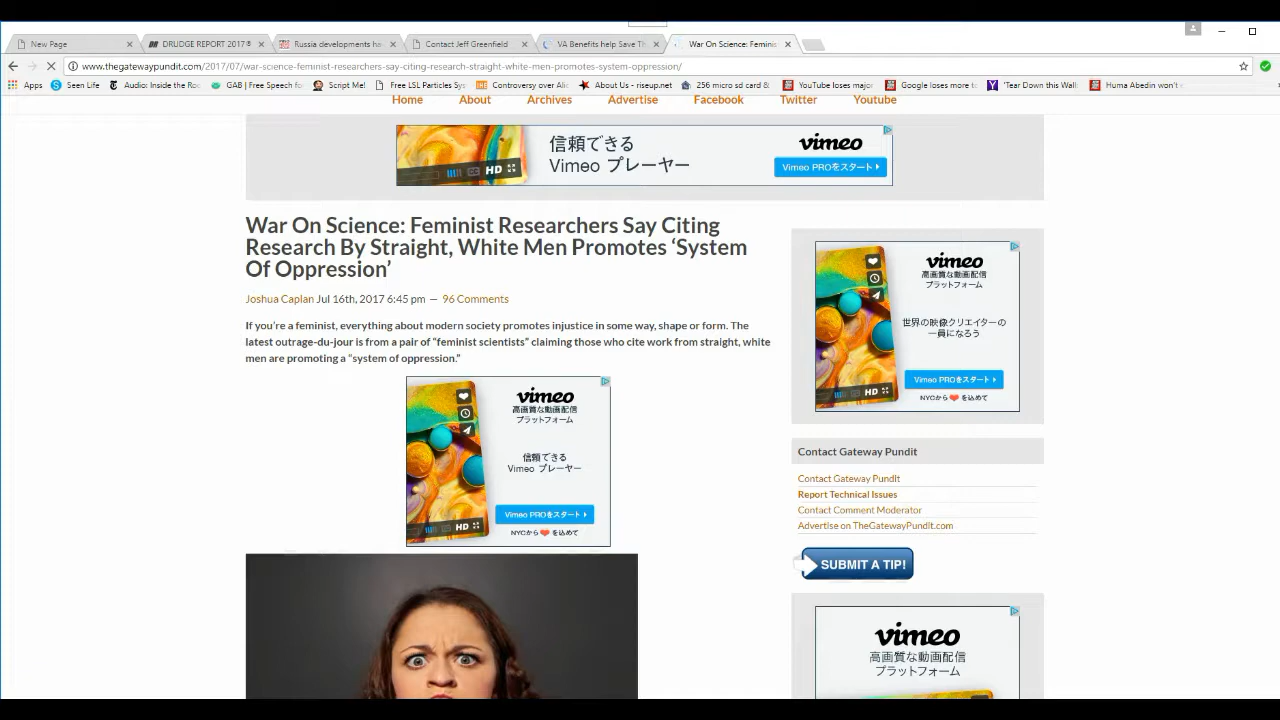 New Page
DRUDGE REPORT 2017®
Russia developments ha
Contact Jeff Greenfield
VA Benefits help Save Th
War On Science: Feminis
www.thegatewaypundit.com/2017/07/war-science-feminist-researchers-say-citing-research-straight-white-men-promotes-system-oppression/
Apps
Seen Life
Audio: Inside the Ro
GAB | Free Speech fo
Script Me!
Free LSL Particles Sys
Controversy over Alic
About Us - riseup.net
256 micro sd card &
YouTube loses major
Google loses more to
'Tear Down this Wall
Huma Abedin won't
Home
About
Archives
Advertise
Facebook
Twitter
Youtube
信頼できる
Vimeo プレーヤー
HD
vimeo
Vimeo PROをスタート
War On Science: Feminist Researchers Say Citing
Research By Straight, White Men Promotes ‘System
Of Oppression’
Joshua Caplan Jul 16th, 2017 6:45 pm — 96 Comments
If you’re a feminist, everything about modern society promotes injustice in some way, shape or form. The
latest outrage-du-jour is from a pair of “feminist scientists” claiming those who cite work from straight, white
men are promoting a “system of oppression.”
vimeo
高画質な動画配信
プラットフォーム
信頼できる
Vimeo プレーヤー
Vimeo PROをスタート
HD
NYCから❤を込めて
vimeo
高画質な動画配信
プラットフォーム
世界の映像クリエイターの
一員になろう
Vimeo PROをスタート
HD
NYCから❤を込めて
Contact Gateway Pundit
Contact Gateway Pundit
Report Technical Issues
Contact Comment Moderator
Advertise on TheGatewayPundit.com
SUBMIT A TIP!
vimeo
高画質な動画配信
プラットフォーム